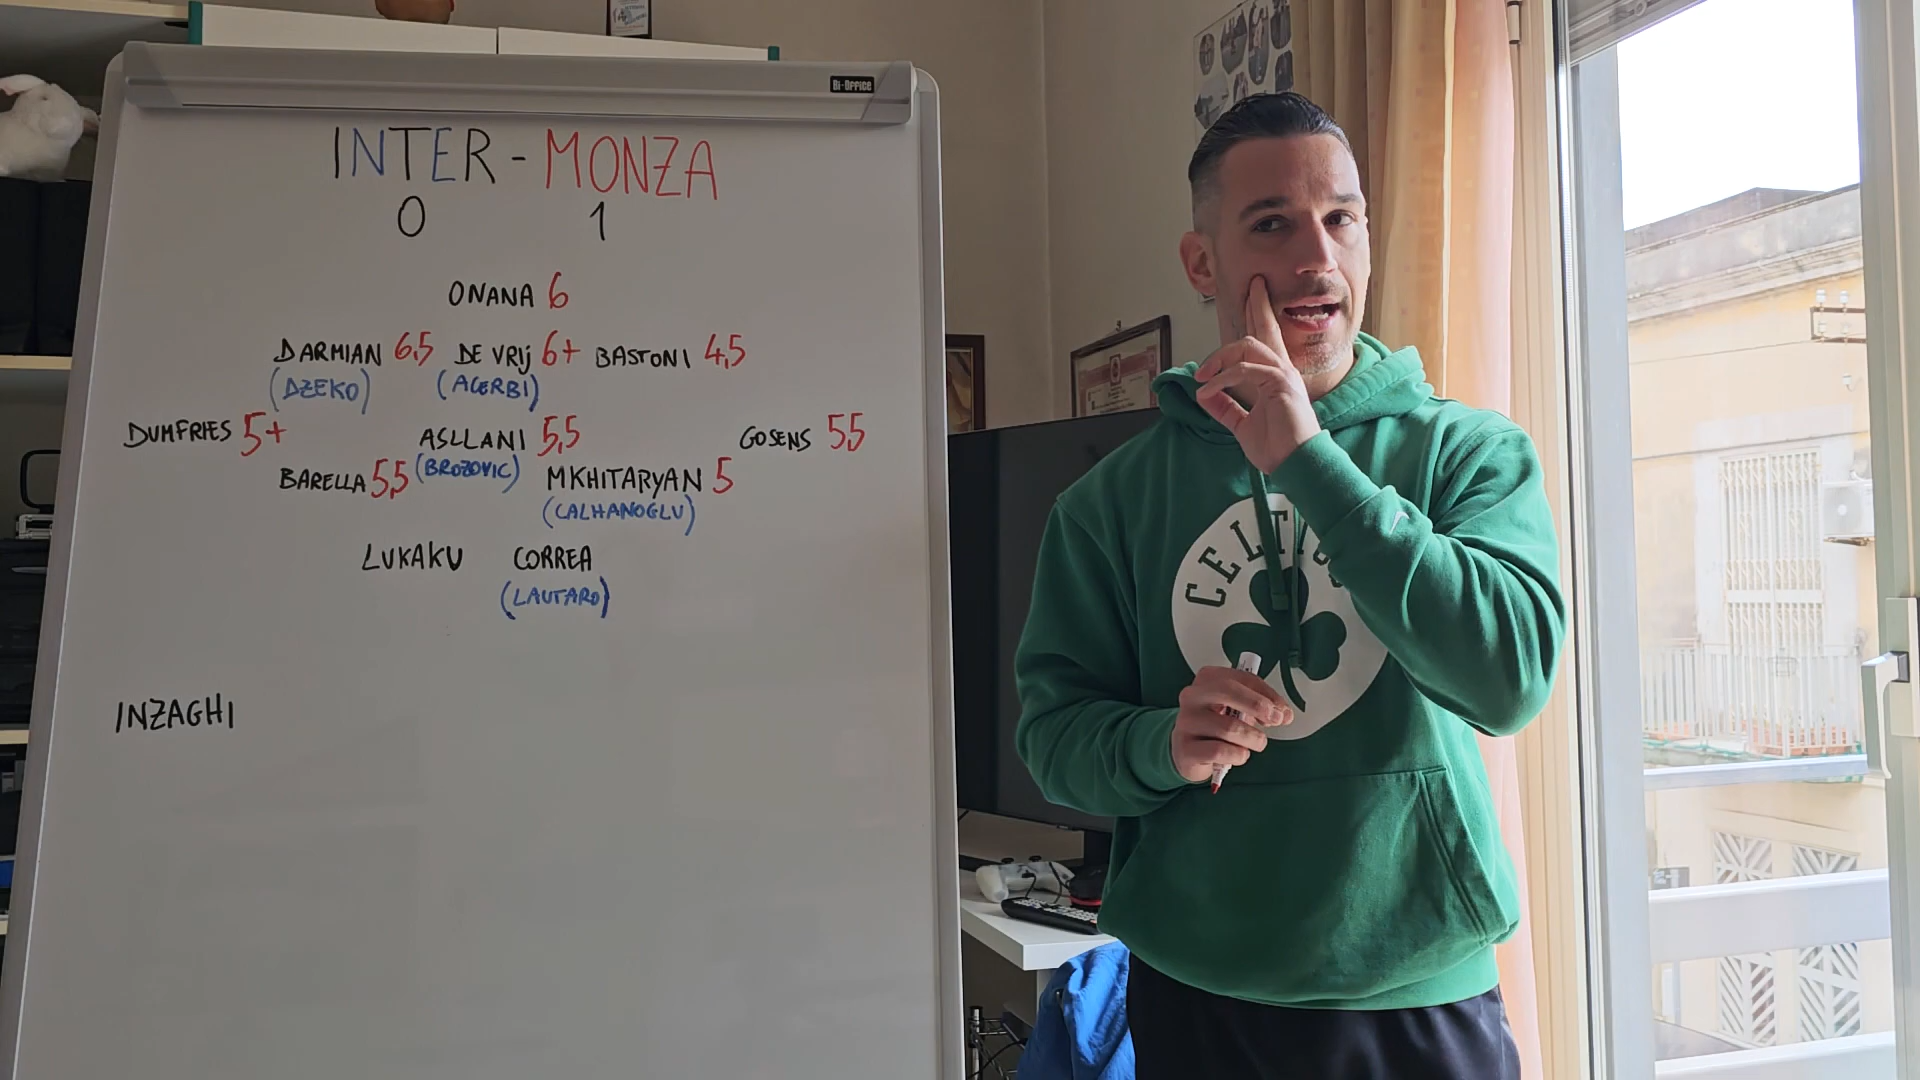 Bi-Office
INTER - MONZA
0 1
ONANA 6
DARMIAN 6,5 DE VRIJ 6+ BASTONI 4,5
(DZEKO) (ACERBI)
DUMFRIES 5+ ASLLANI 5,5 GOSENS 5,5
BARELLA 5,5 (BROZOVIC) MKHITARYAN 5
(CALHANOGLU)
LUKAKU CORREA
(LAUTARO)
INZAGHI
CELTICS